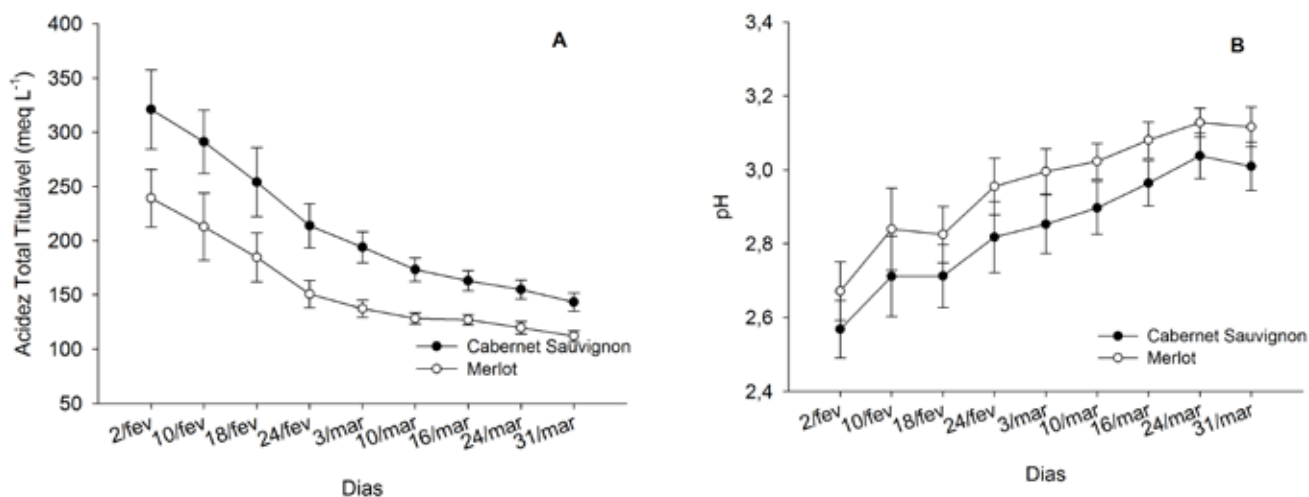 A
Acidez Total Titulável (meq L⁻¹)
400
350
300
250
200
150
100
50
Cabernet Sauvignon
Merlot
2/fev
10/fev
18/fev
24/fev
3/mar
10/mar
16/mar
24/mar
31/mar
Dias
B
pH
3,4
3,2
3,0
2,8
2,6
2,4
Cabernet Sauvignon
Merlot
2/fev
10/fev
18/fev
24/fev
3/mar
10/mar
16/mar
24/mar
31/mar
Dias